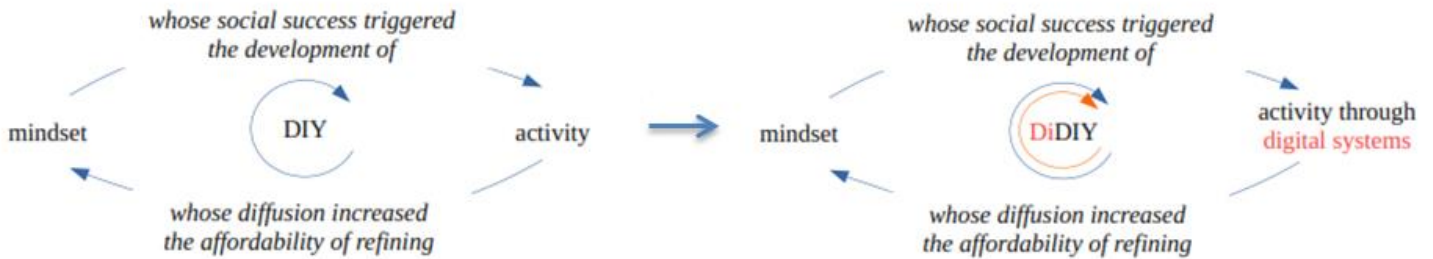 whose social success triggered
the development of
mindset
DIY
activity
whose diffusion increased
the affordability of refining
whose social success triggered
the development of
mindset
DiDIY
activity through
digital systems
whose diffusion increased
the affordability of refining